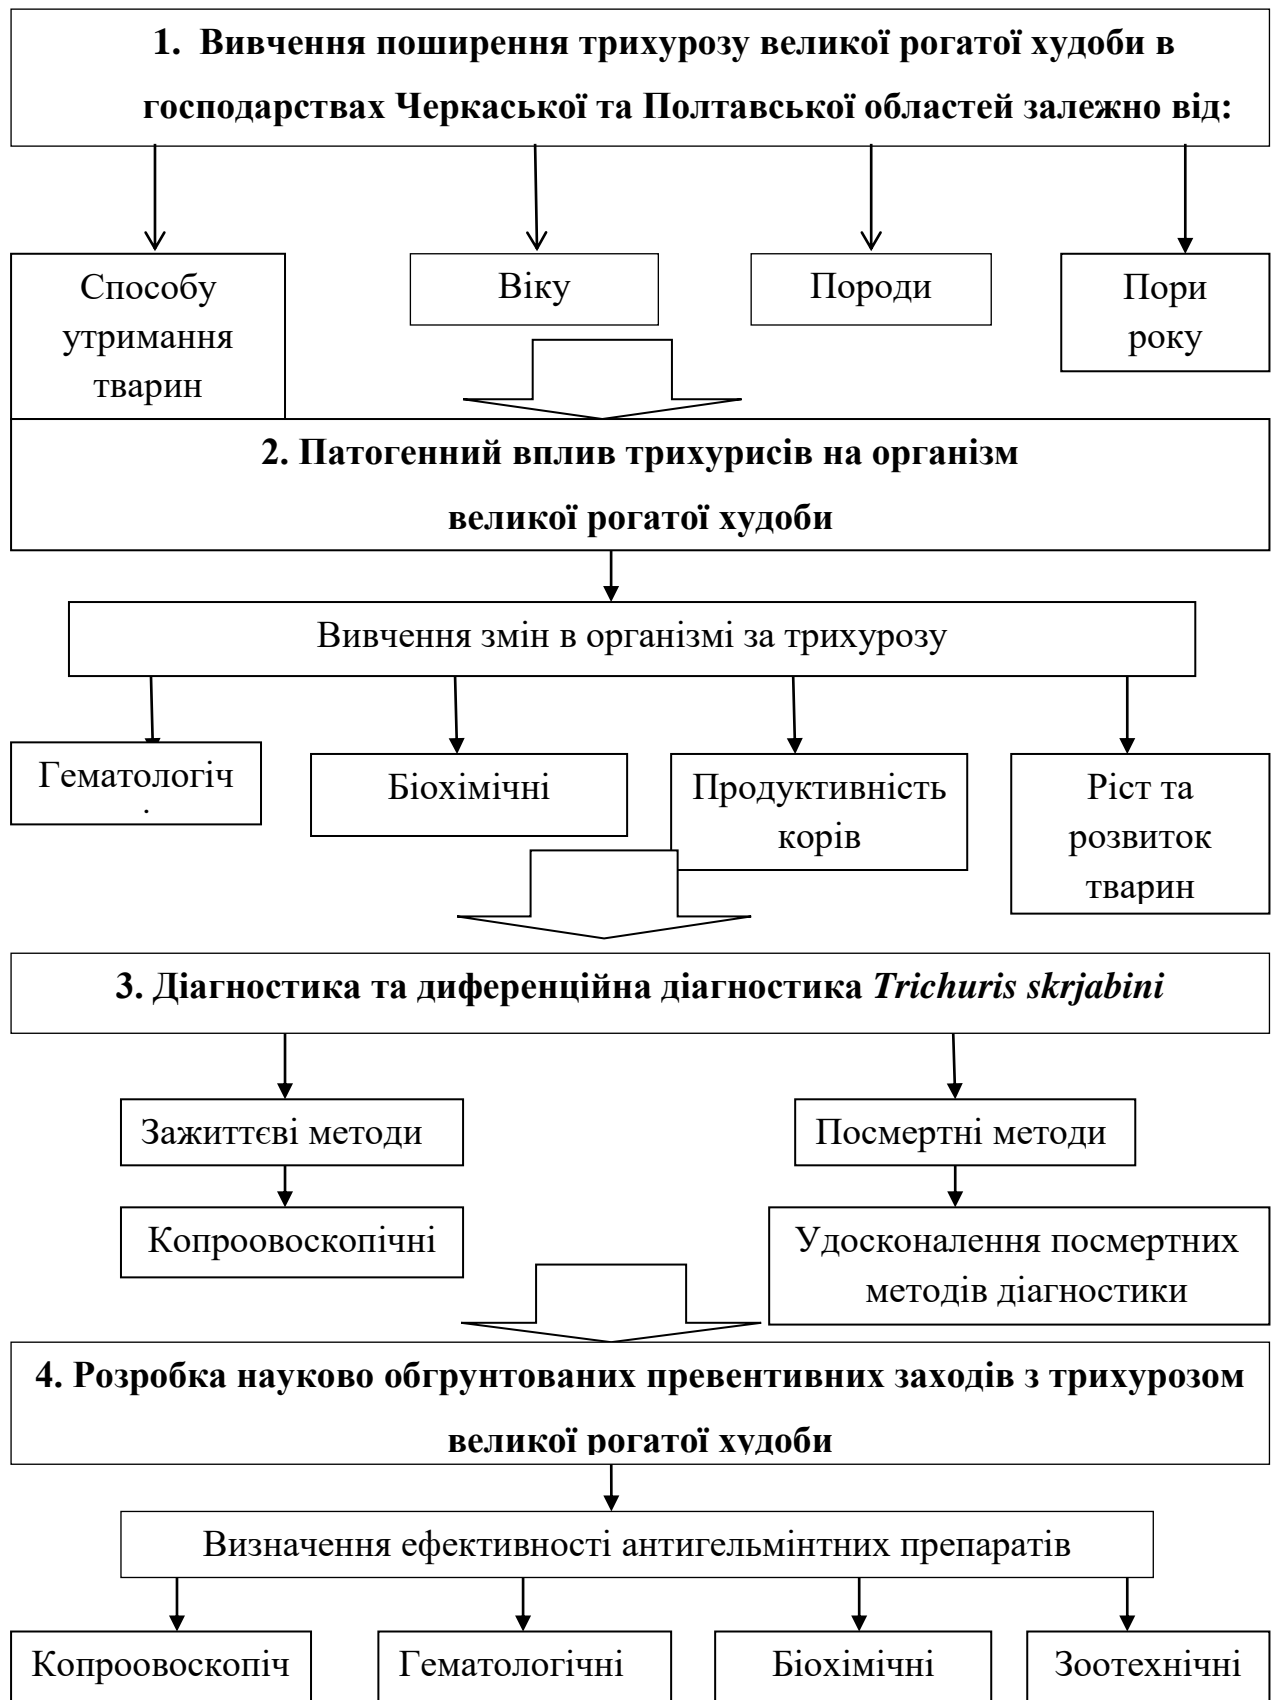 1. Вивчення поширення трихурозу великої рогатої худоби в
господарствах Черкаської та Полтавської областей залежно від:
Способу
утримання
тварин
Віку
Породи
Пори
року
2. Патогенний вплив трихурисів на організм
великої рогатої худоби
Вивчення змін в організмі за трихурозу
Гематологіч
Біохімічні
Продуктивність
корів
Ріст та
розвиток
тварин
3. Діагностика та диференційна діагностика Trichuris skrjabini
Зажиттєві методи
Посмертні методи
Копроовоскопічні
Удосконалення посмертних
методів діагностики
4. Розробка науково обгрунтованих превентивних заходів з трихурозом
великої рогатої худоби
Визначення ефективності антигельмінтних препаратів
Копроовоскопіч
Гематологічні
Біохімічні
Зоотехнічні